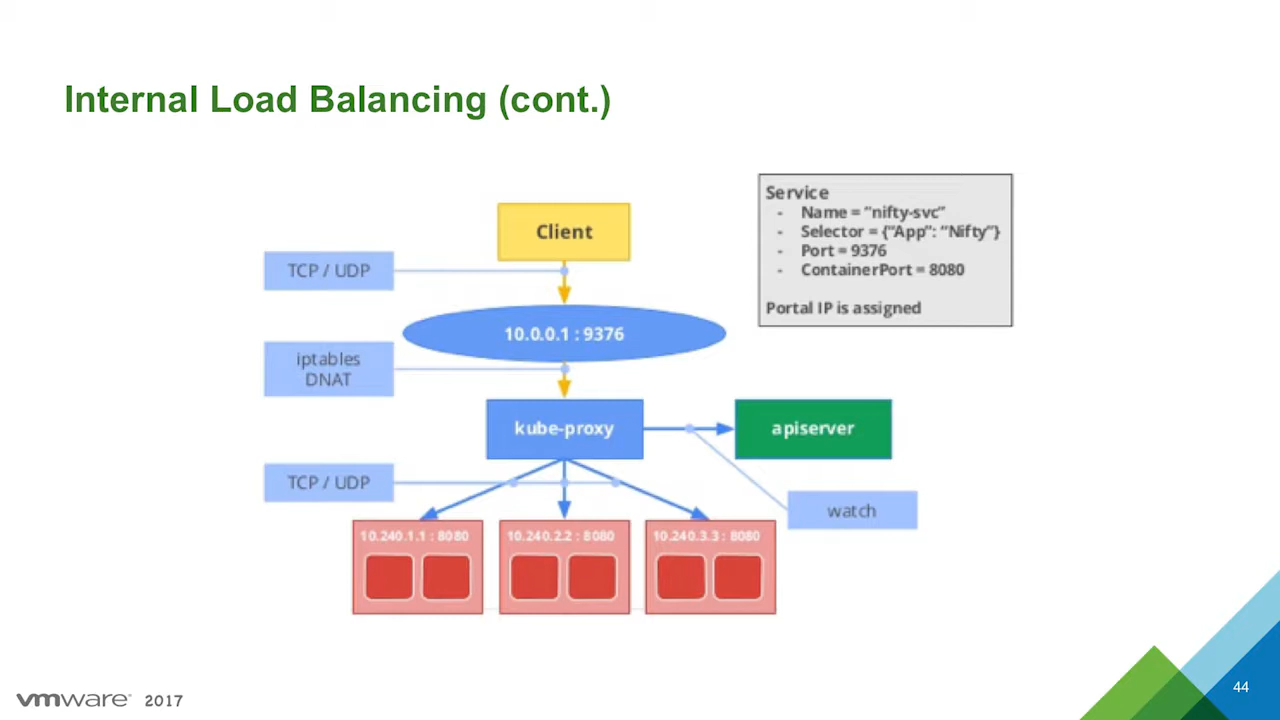 Internal Load Balancing (cont.)
Service
- Name = “nifty-svc”
- Selector = {“App”: “Nifty”}
- Port = 9376
- ContainerPort = 8080
Portal IP is assigned
Client
TCP / UDP
10.0.0.1 : 9376
iptables
DNAT
kube-proxy
apiserver
TCP / UDP
watch
10.240.1.1 : 8080
10.240.2.2 : 8080
10.240.3.3 : 8080
vmware 2017
44